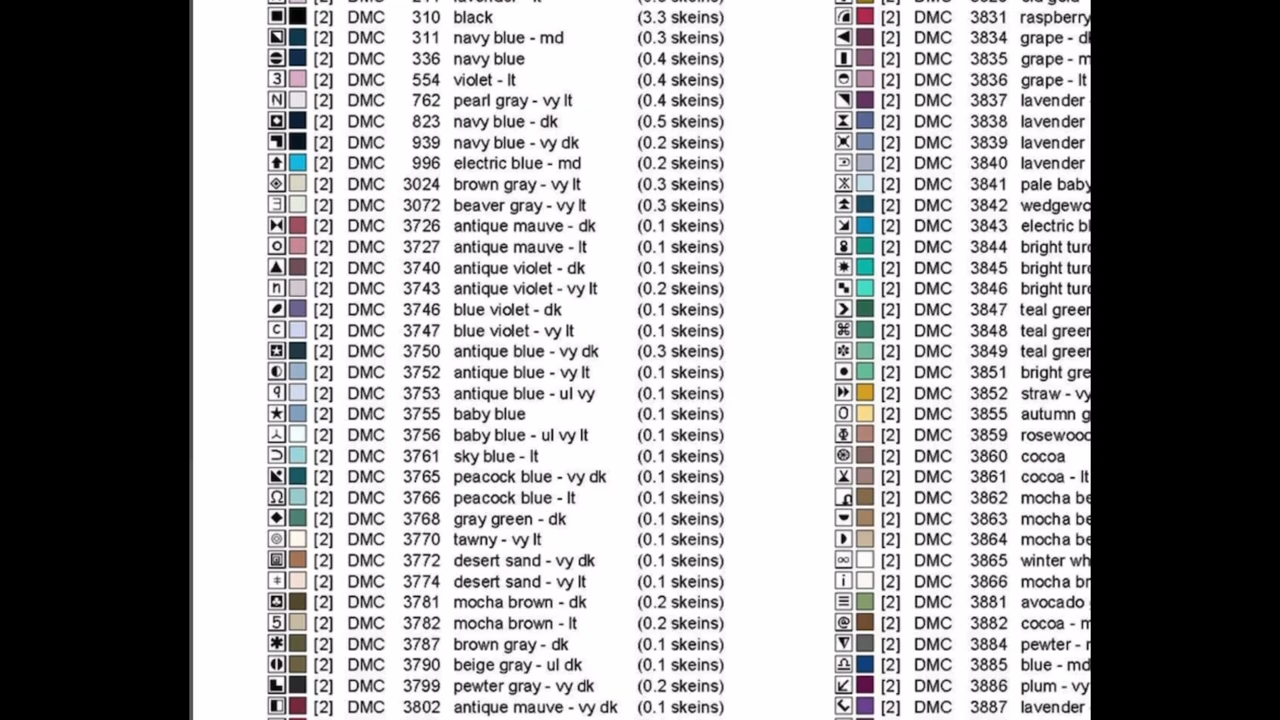 [2] DMC 310 black (3.3 skeins)
[2] DMC 311 navy blue - md (0.3 skeins)
[2] DMC 336 navy blue (0.4 skeins)
[2] DMC 554 violet - lt (0.4 skeins)
[2] DMC 762 pearl gray - vy lt (0.4 skeins)
[2] DMC 823 navy blue - dk (0.5 skeins)
[2] DMC 939 navy blue - vy dk (0.2 skeins)
[2] DMC 996 electric blue - md (0.2 skeins)
[2] DMC 3024 brown gray - vy lt (0.3 skeins)
[2] DMC 3072 beaver gray - vy lt (0.3 skeins)
[2] DMC 3726 antique mauve - dk (0.1 skeins)
[2] DMC 3727 antique mauve - lt (0.1 skeins)
[2] DMC 3740 antique violet - dk (0.1 skeins)
[2] DMC 3743 antique violet - vy lt (0.2 skeins)
[2] DMC 3746 blue violet - dk (0.1 skeins)
[2] DMC 3747 blue violet - vy lt (0.1 skeins)
[2] DMC 3750 antique blue - vy dk (0.3 skeins)
[2] DMC 3752 antique blue - vy lt (0.1 skeins)
[2] DMC 3753 antique blue - ul vy (0.1 skeins)
[2] DMC 3755 baby blue (0.1 skeins)
[2] DMC 3756 baby blue - ul vy lt (0.1 skeins)
[2] DMC 3761 sky blue - lt (0.1 skeins)
[2] DMC 3765 peacock blue - vy dk (0.1 skeins)
[2] DMC 3766 peacock blue - lt (0.1 skeins)
[2] DMC 3768 gray green - dk (0.1 skeins)
[2] DMC 3770 tawny - vy lt (0.1 skeins)
[2] DMC 3772 desert sand - vy dk (0.1 skeins)
[2] DMC 3774 desert sand - vy lt (0.1 skeins)
[2] DMC 3781 mocha brown - dk (0.2 skeins)
[2] DMC 3782 mocha brown - lt (0.2 skeins)
[2] DMC 3787 brown gray - dk (0.1 skeins)
[2] DMC 3790 beige gray - ul dk (0.1 skeins)
[2] DMC 3799 pewter gray - vy dk (0.2 skeins)
[2] DMC 3802 antique mauve - vy dk (0.1 skeins)
[2] DMC 3831 raspberry
[2] DMC 3834 grape - d
[2] DMC 3835 grape - m
[2] DMC 3836 grape - lt
[2] DMC 3837 lavender
[2] DMC 3838 lavender
[2] DMC 3839 lavender
[2] DMC 3840 lavender
[2] DMC 3841 pale baby
[2] DMC 3842 wedgewo
[2] DMC 3843 electric bl
[2] DMC 3844 bright turq
[2] DMC 3845 bright turq
[2] DMC 3846 bright turq
[2] DMC 3847 teal green
[2] DMC 3848 teal green
[2] DMC 3849 teal green
[2] DMC 3851 bright gre
[2] DMC 3852 straw - vy
[2] DMC 3855 autumn g
[2] DMC 3859 rosewood
[2] DMC 3860 cocoa
[2] DMC 3861 cocoa - lt
[2] DMC 3862 mocha be
[2] DMC 3863 mocha be
[2] DMC 3864 mocha be
[2] DMC 3865 winter wh
[2] DMC 3866 mocha br
[2] DMC 3881 avocado
[2] DMC 3882 cocoa - m
[2] DMC 3884 pewter - m
[2] DMC 3885 blue - md
[2] DMC 3886 plum - vy
[2] DMC 3887 lavender